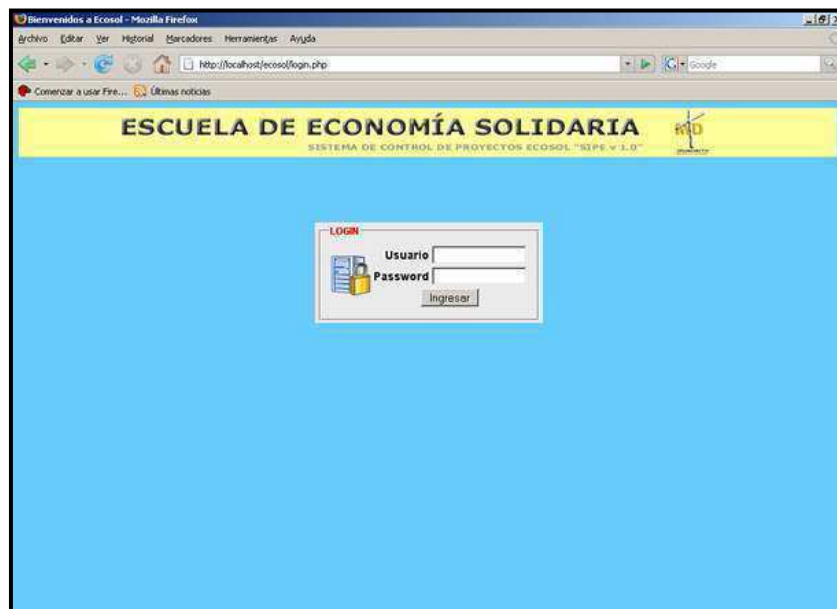 Bienvenidos a Ecosol - Mozilla Firefox
Archivo Editar Ver Historial Marcadores Herramientas Ayuda
http://localhost/ecosol/login.php
Google
Comenzar a usar Fire... Últimas noticias
ESCUELA DE ECONOMÍA SOLIDARIA
SISTEMA DE CONTROL DE PROYECTOS ECOSOL "SIPE v 1.0"
LOGIN
Usuario
Password
Ingresar